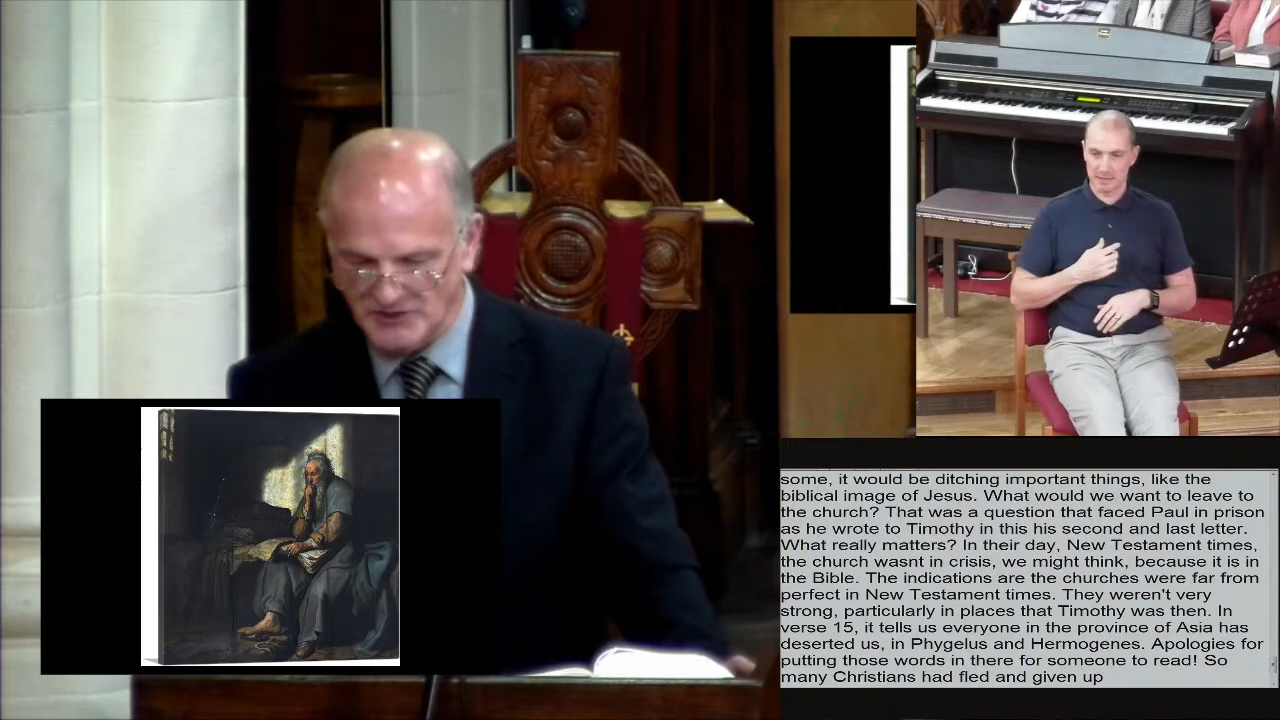 some, it would be ditching important things, like the
biblical image of Jesus. What would we want to leave to
the church? That was a question that faced Paul in prison
as he wrote to Timothy in this his second and last letter.
What really matters? In their day, New Testament times,
the church wasnt in crisis, we might think, because it is in
the Bible. The indications are the churches were far from
perfect in New Testament times. They weren't very
strong, particularly in places that Timothy was then. In
verse 15, it tells us everyone in the province of Asia has
deserted us, in Phygelus and Hermogenes. Apologies for
putting those words in there for someone to read! So
many Christians had fled and given up